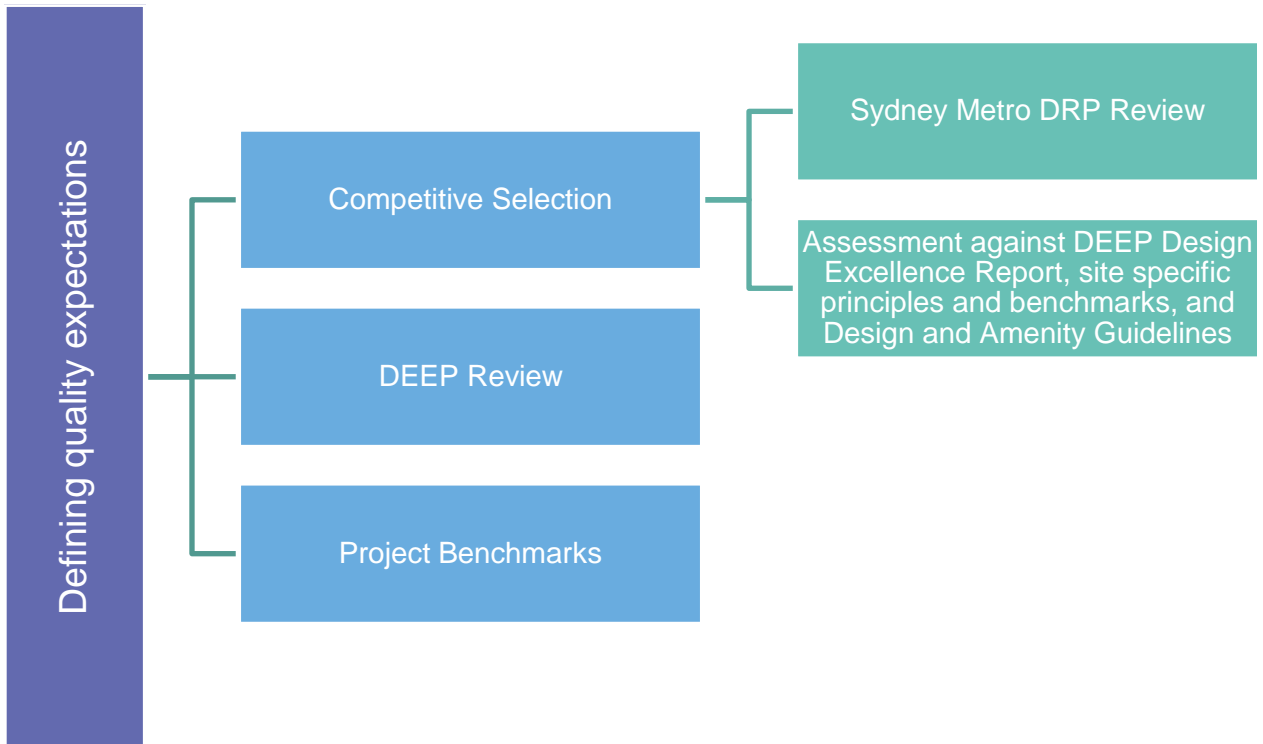 Defining quality expectations
Competitive Selection
DEEP Review
Project Benchmarks
Sydney Metro DRP Review
Assessment against DEEP Design
Excellence Report, site specific
principles and benchmarks, and
Design and Amenity Guidelines